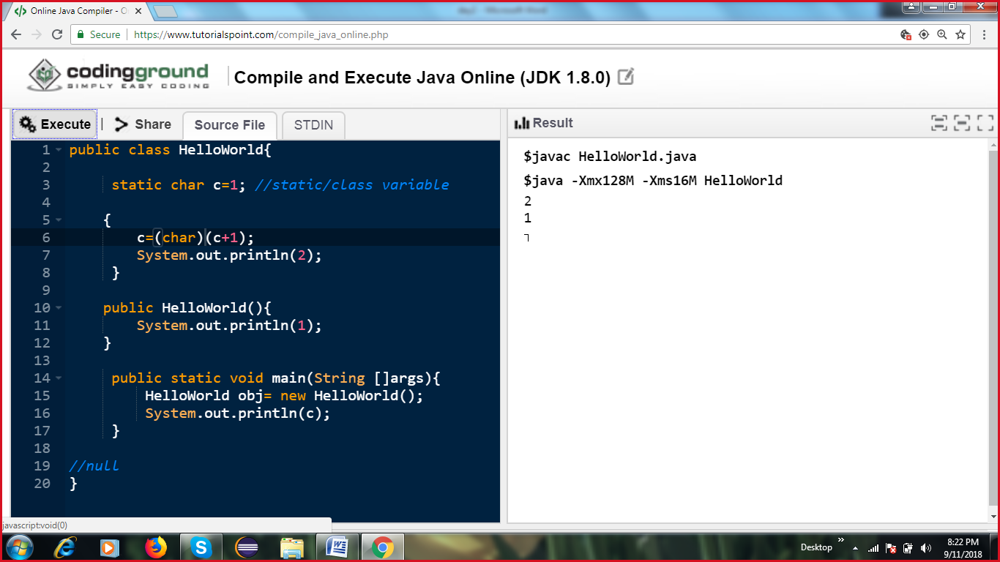 Online Java Compiler - O
day2 - Microsoft Word
Secure https://www.tutorialspoint.com/compile_java_online.php
codingground
SIMPLY EASY CODING
Compile and Execute Java Online (JDK 1.8.0)
Execute | Share Source File STDIN
Result
1 public class HelloWorld{
2
3 static char c=1; //static/class variable
4
5 {
6 c=(char)(c+1);
7 System.out.println(2);
8 }
9
10 public HelloWorld(){
11 System.out.println(1);
12 }
13
14 public static void main(String []args){
15 HelloWorld obj= new HelloWorld();
16 System.out.println(c);
17 }
18
19 //null
20 }
$javac HelloWorld.java
$java -Xmx128M -Xms16M HelloWorld
2
1
javascript:void(0)
Desktop
8:22 PM
9/11/2018